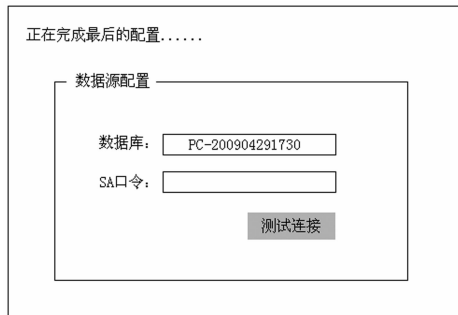 正在完成最后的配置......
数据源配置
数据库： PC-200904291730
SA口令：
测试连接